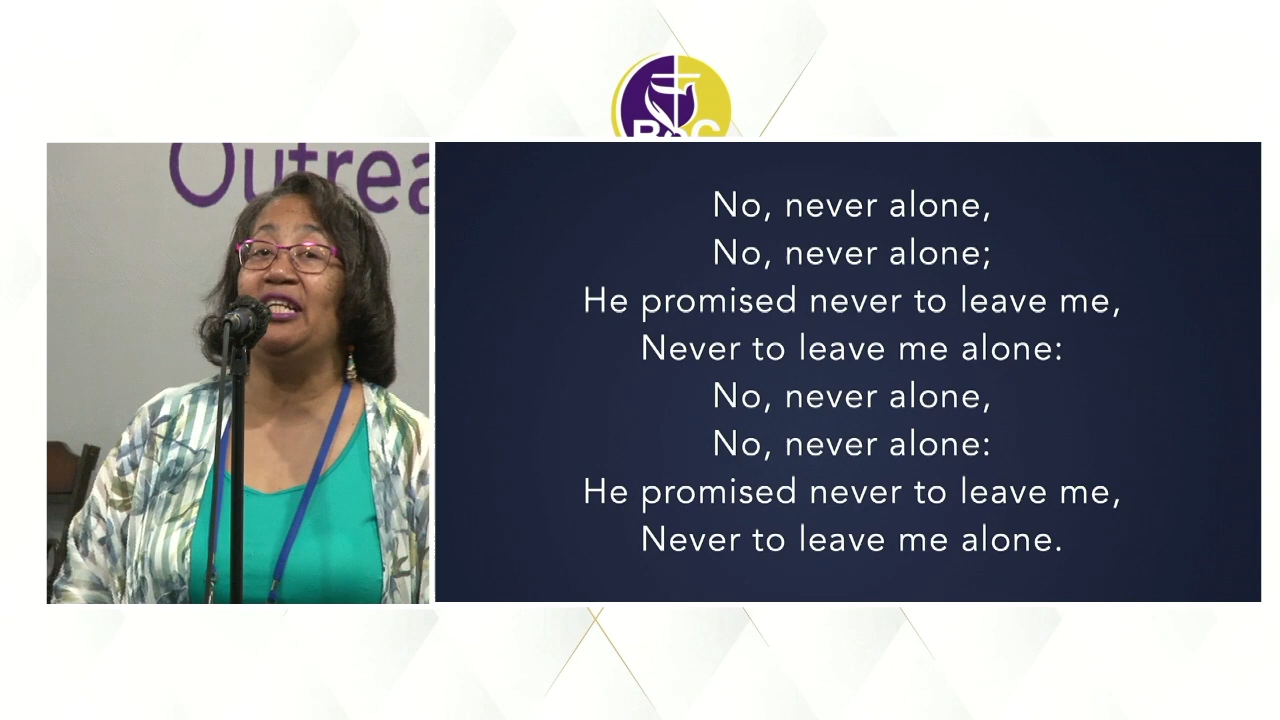 Outrea
No, never alone,
No, never alone;
He promised never to leave me,
Never to leave me alone:
No, never alone,
No, never alone:
He promised never to leave me,
Never to leave me alone.